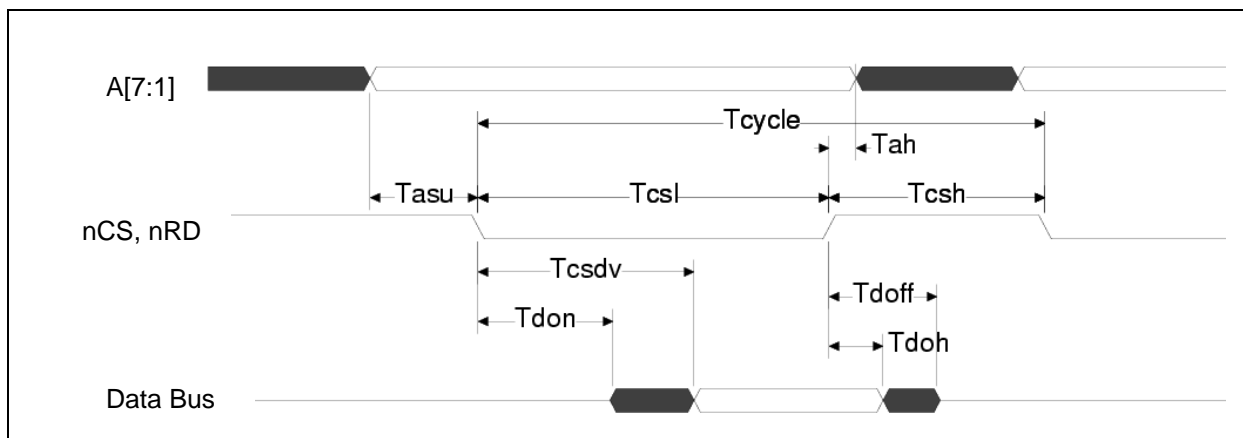 A[7:1]
Tcycle
Tah
Tasu
Tcsl
Tcsh
nCS, nRD
Tcsdv
Tdoff
Tdon
Tdoh
Data Bus